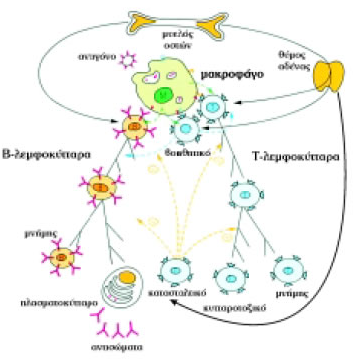 μυελός
οστών
αντιγόνο
μακροφάγο
θύμος
αδένας
βοηθητικό
Β-λεμφοκύτταρα
Τ-λεμφοκύτταρα
μνήμης
πλασματοκύτταρο
κατασταλτικό
κυτταροτοξικό
μνήμης
αντισώματα